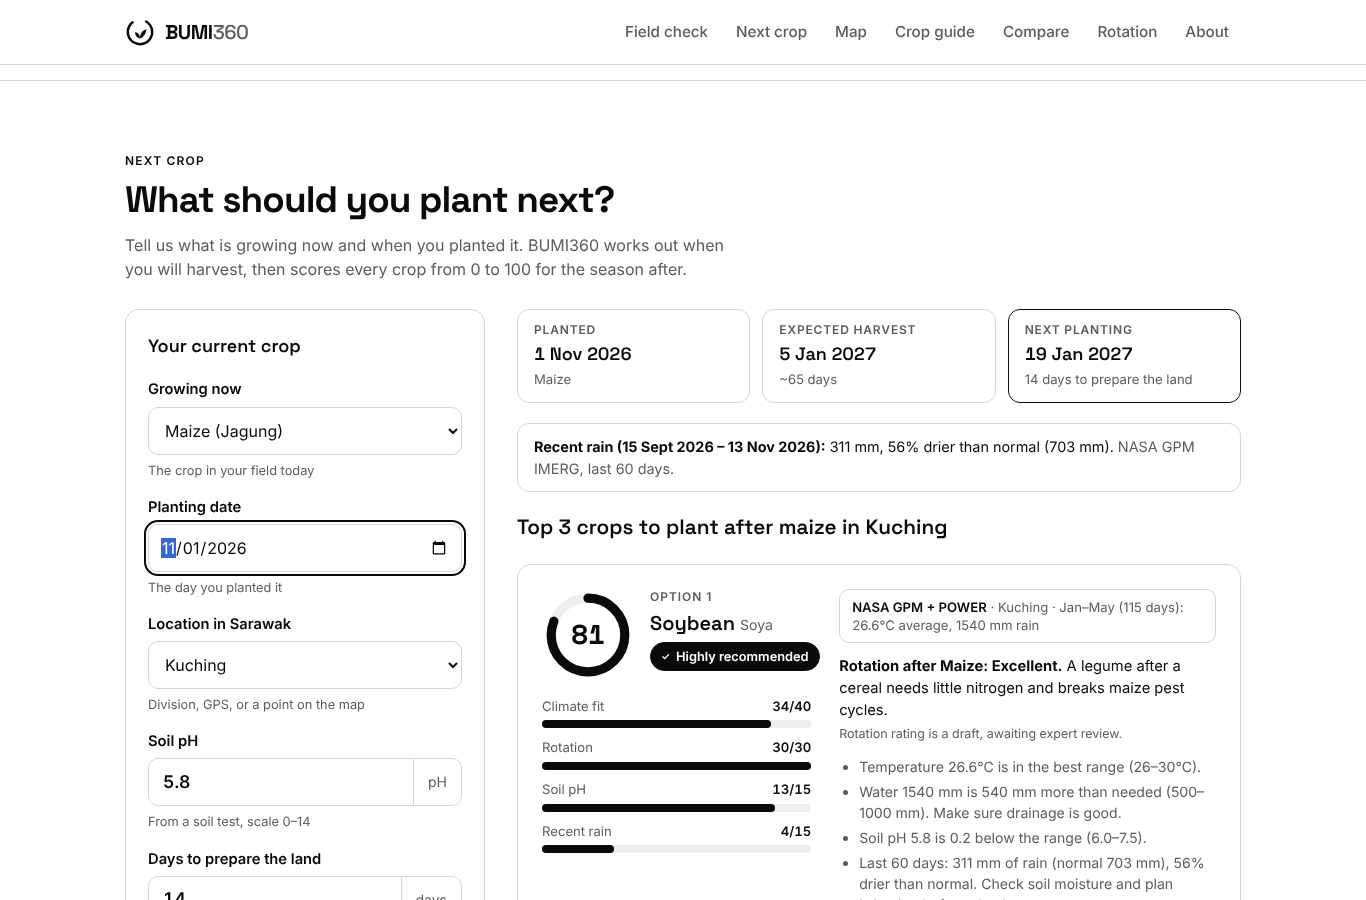 BUMI360
Field check
Next crop
Map
Crop guide
Compare
Rotation
About
NEXT CROP
What should you plant next?
Tell us what is growing now and when you planted it. BUMI360 works out when
you will harvest, then scores every crop from 0 to 100 for the season after.
Your current crop
Growing now
Maize (Jagung)
The crop in your field today
Planting date
11/01/2026
The day you planted it
Location in Sarawak
Kuching
Division, GPS, or a point on the map
Soil pH
5.8
pH
From a soil test, scale 0–14
Days to prepare the land
14
days
PLANTED
1 Nov 2026
Maize
EXPECTED HARVEST
5 Jan 2027
~65 days
NEXT PLANTING
19 Jan 2027
14 days to prepare the land
Recent rain (15 Sept 2026 – 13 Nov 2026): 311 mm, 56% drier than normal (703 mm). NASA GPM
IMERG, last 60 days.
Top 3 crops to plant after maize in Kuching
81
OPTION 1
Soybean Soya
✓ Highly recommended
Climate fit 34/40
Rotation 30/30
Soil pH 13/15
Recent rain 4/15
NASA GPM + POWER · Kuching · Jan–May (115 days):
26.6°C average, 1540 mm rain
Rotation after Maize: Excellent. A legume after a
cereal needs little nitrogen and breaks maize pest
cycles.
Rotation rating is a draft, awaiting expert review.
• Temperature 26.6°C is in the best range (26–30°C).
• Water 1540 mm is 540 mm more than needed (500–
1000 mm). Make sure drainage is good.
• Soil pH 5.8 is 0.2 below the range (6.0–7.5).
• Last 60 days: 311 mm of rain (normal 703 mm), 56%
drier than normal. Check soil moisture and plan